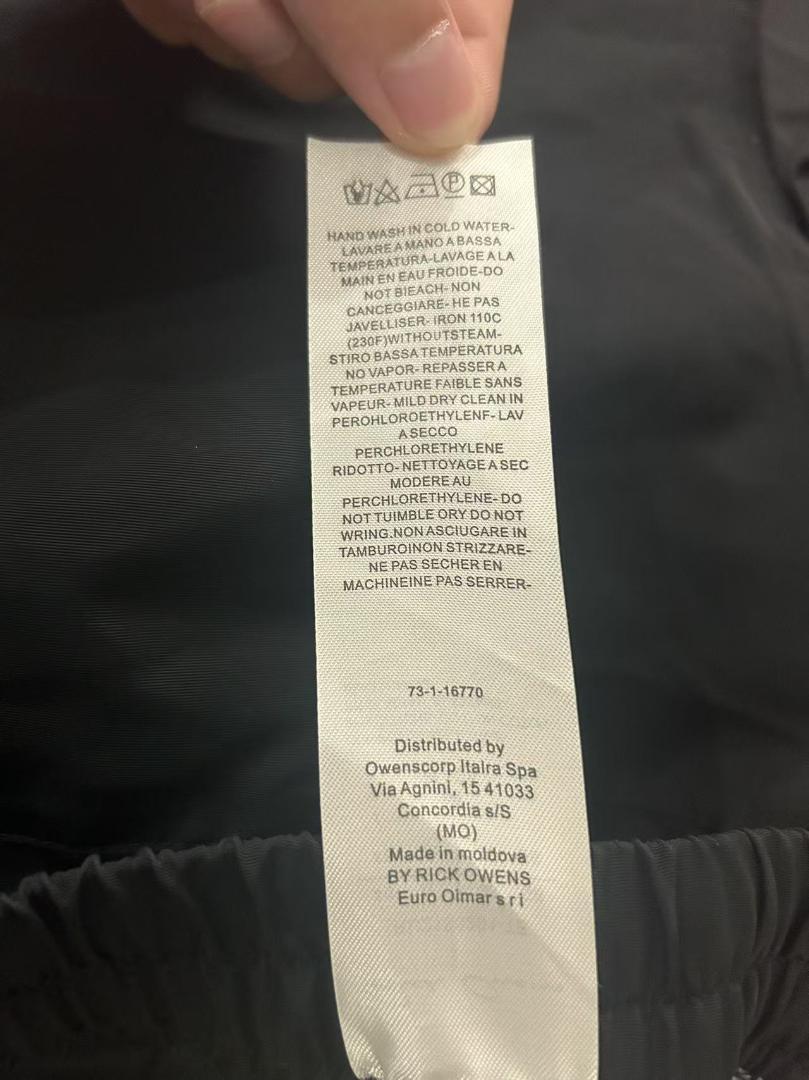 HAND WASH IN COLD WATER-
LAVARE A MANO A BASSA
TEMPERATURA-LAVAGE A LA
MAIN EN EAU FROIDE-DO
NOT BLEACH- NON
CANCEGGIARE- HE PAS
JAVELLISER- IRON 110C
(230F)WITHOUTSTEAM-
STIRO BASSA TEMPERATURA
NO VAPOR- REPASSER A
TEMPERATURE FAIBLE SANS
VAPEUR- MILD DRY CLEAN IN
PEROHLOROETHYLENF- LAV
A SECCO
PERCHLORETHYLENE
RIDOTTO- NETTOYAGE A SEC
MODERE AU
PERCHLORETHYLENE- DO
NOT TUIMBLE ORY DO NOT
WRING.NON ASCIUGARE IN
TAMBUROINON STRIZZARE-
NE PAS SECHER EN
MACHINEINE PAS SERRER-
73-1-16770
Distributed by
Owenscorp Italra Spa
Via Agnini, 15 41033
Concordia s/S
(MO)
Made in moldova
BY RICK OWENS
Euro Oimar s r i